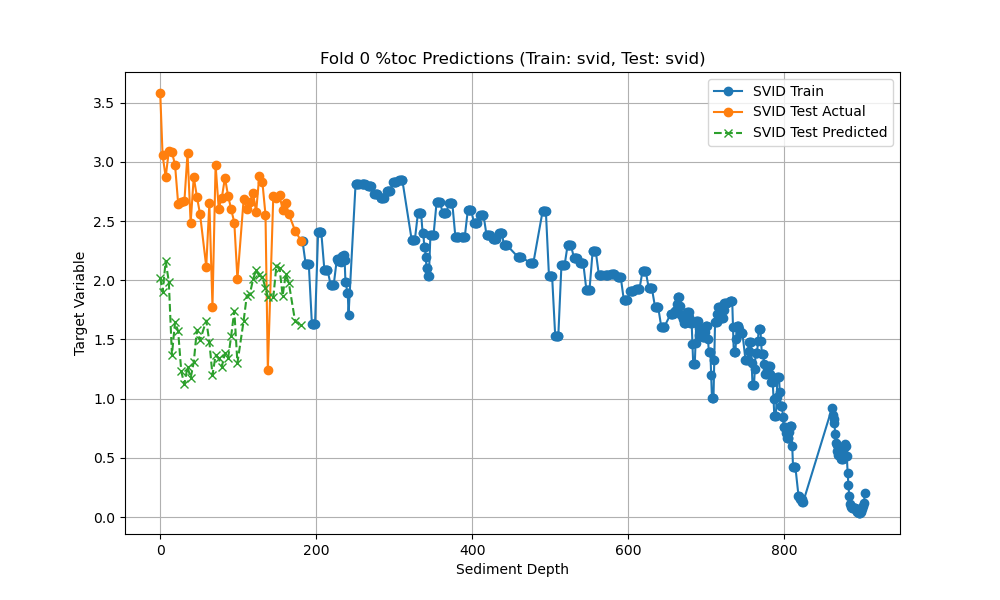 Fold 0 %toc Predictions (Train: svid, Test: svid)
SVID Train
SVID Test Actual
SVID Test Predicted
Target Variable
3.5
3.0
2.5
2.0
1.5
1.0
0.5
0.0
0 200 400 600 800
Sediment Depth